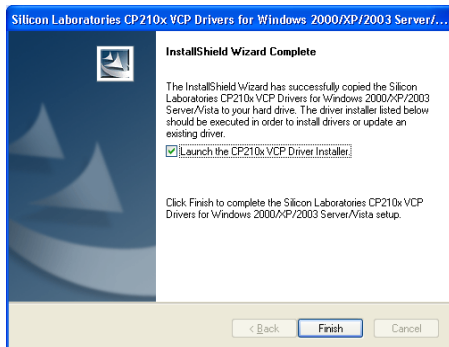 Silicon Laboratories CP210x VCP Drivers for Windows 2000/XP/2003 Server/...
InstallShield Wizard Complete
The InstallShield Wizard has successfully copied the Silicon
Laboratories CP210x VCP Drivers for Windows 2000/XP/2003
Server/Vista to your hard drive. The driver installer listed below
should be executed in order to install drivers or update an
existing driver.
Launch the CP210x VCP Driver Installer.
Click Finish to complete the Silicon Laboratories CP210x VCP
Drivers for Windows 2000/XP/2003 Server/Vista setup.
< Back Finish Cancel